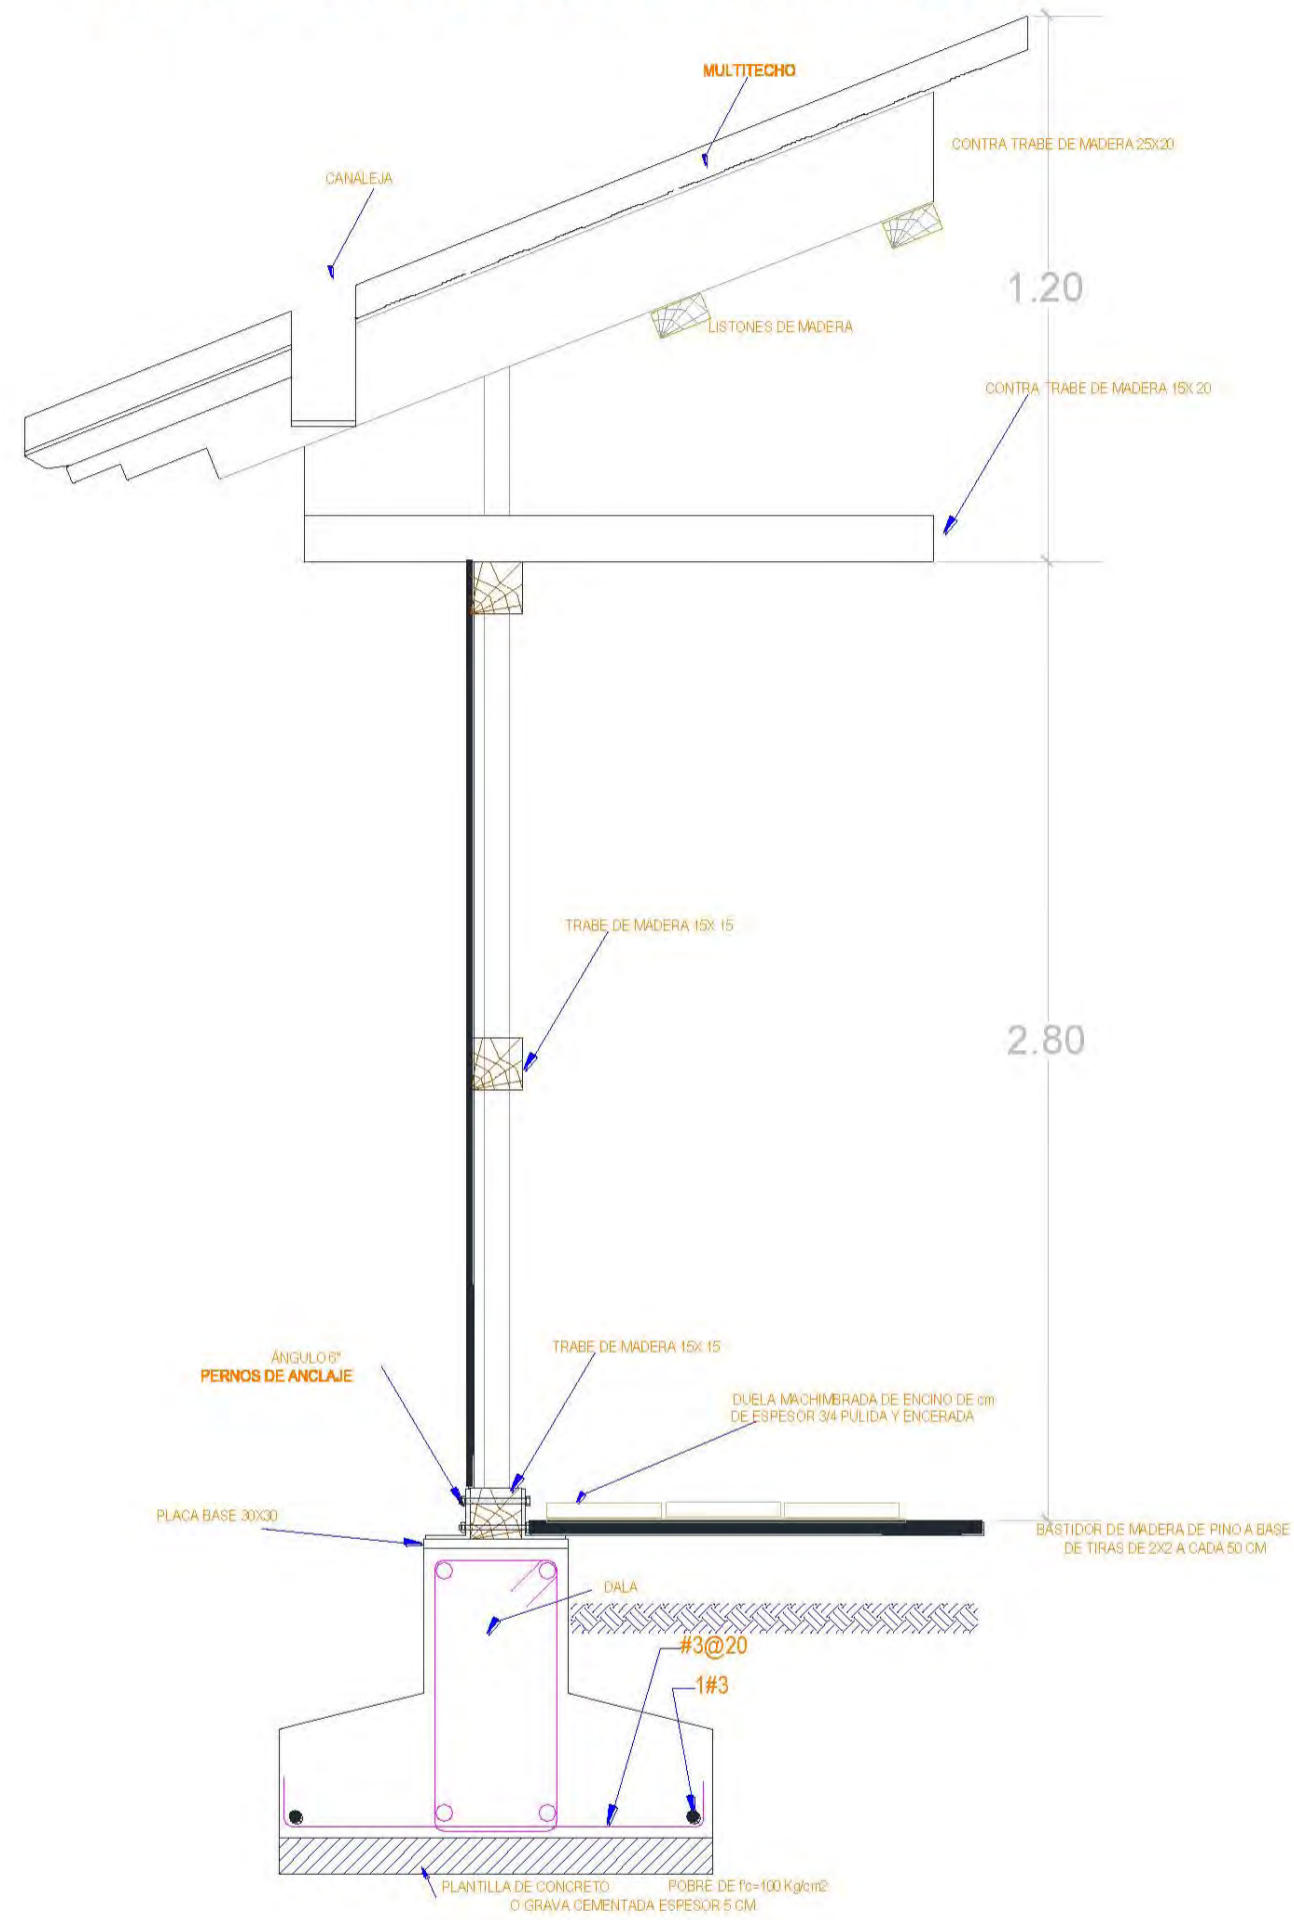 MULTITECHO
CONTRA TRABE DE MADERA 25X20
CANALEJA
1.20
LISTONES DE MADERA
CONTRA TRABE DE MADERA 15X 20
TRABE DE MADERA 15X 15
2.80
TRABE DE MADERA 15X 15
ÁNGULO 6"
PERNOS DE ANCLAJE
DUELA MACHIMBRADA DE ENCINO DE cm
DE ESPESOR 3/4 PULIDA Y ENCERADA
PLACA BASE 30X30
BASTIDOR DE MADERA DE PINO A BASE
DE TIRAS DE 2X2 A CADA 50 CM
DALA
#3@20
1#3
PLANTILLA DE CONCRETO POBRE DE f'c=100 Kg/cm2
O GRAVA CEMENTADA ESPESOR 5 CM.